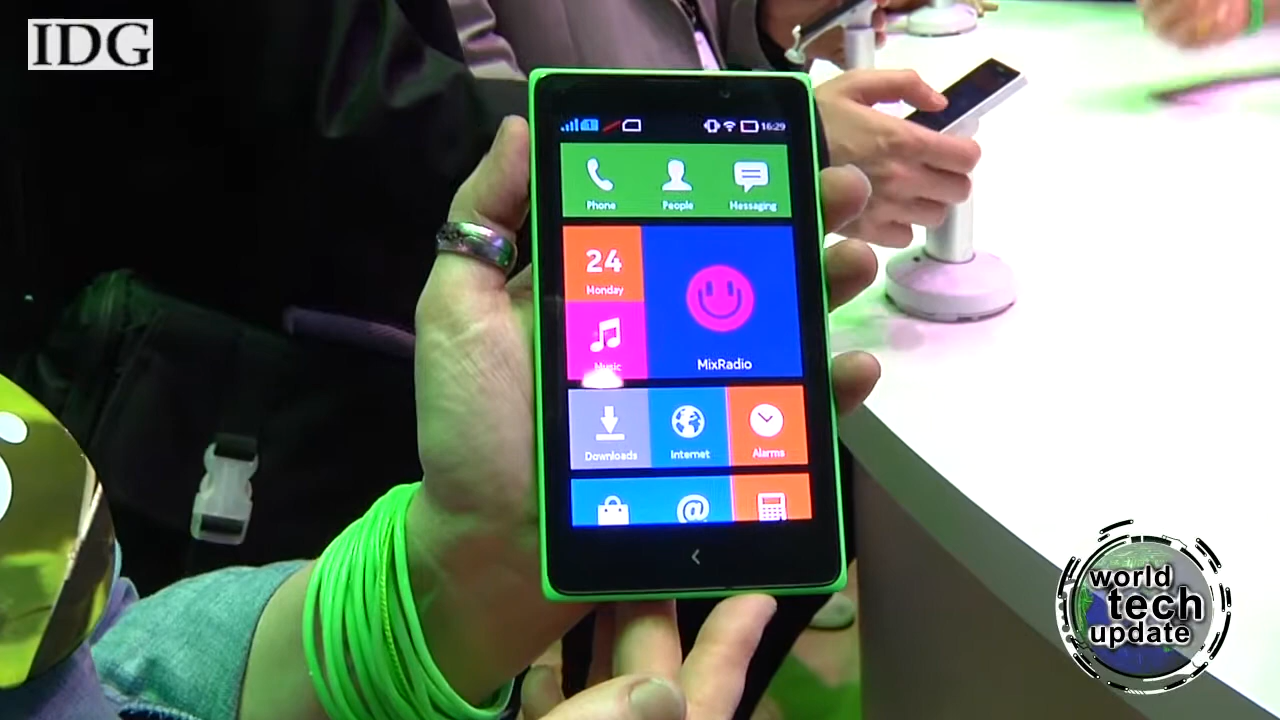 IDG
16:29
Phone People Messaging
24
Monday
Music
MixRadio
Downloads Internet Alarms
world
tech
update